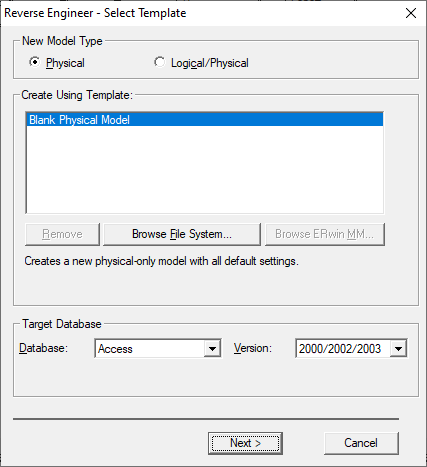 Reverse Engineer - Select Template
New Model Type
Physical
Logical/Physical
Create Using Template:
Blank Physical Model
Remove
Browse File System...
Browse ERwin MM...
Creates a new physical-only model with all default settings.
Target Database
Database:
Access
Version:
2000/2002/2003
Next >
Cancel